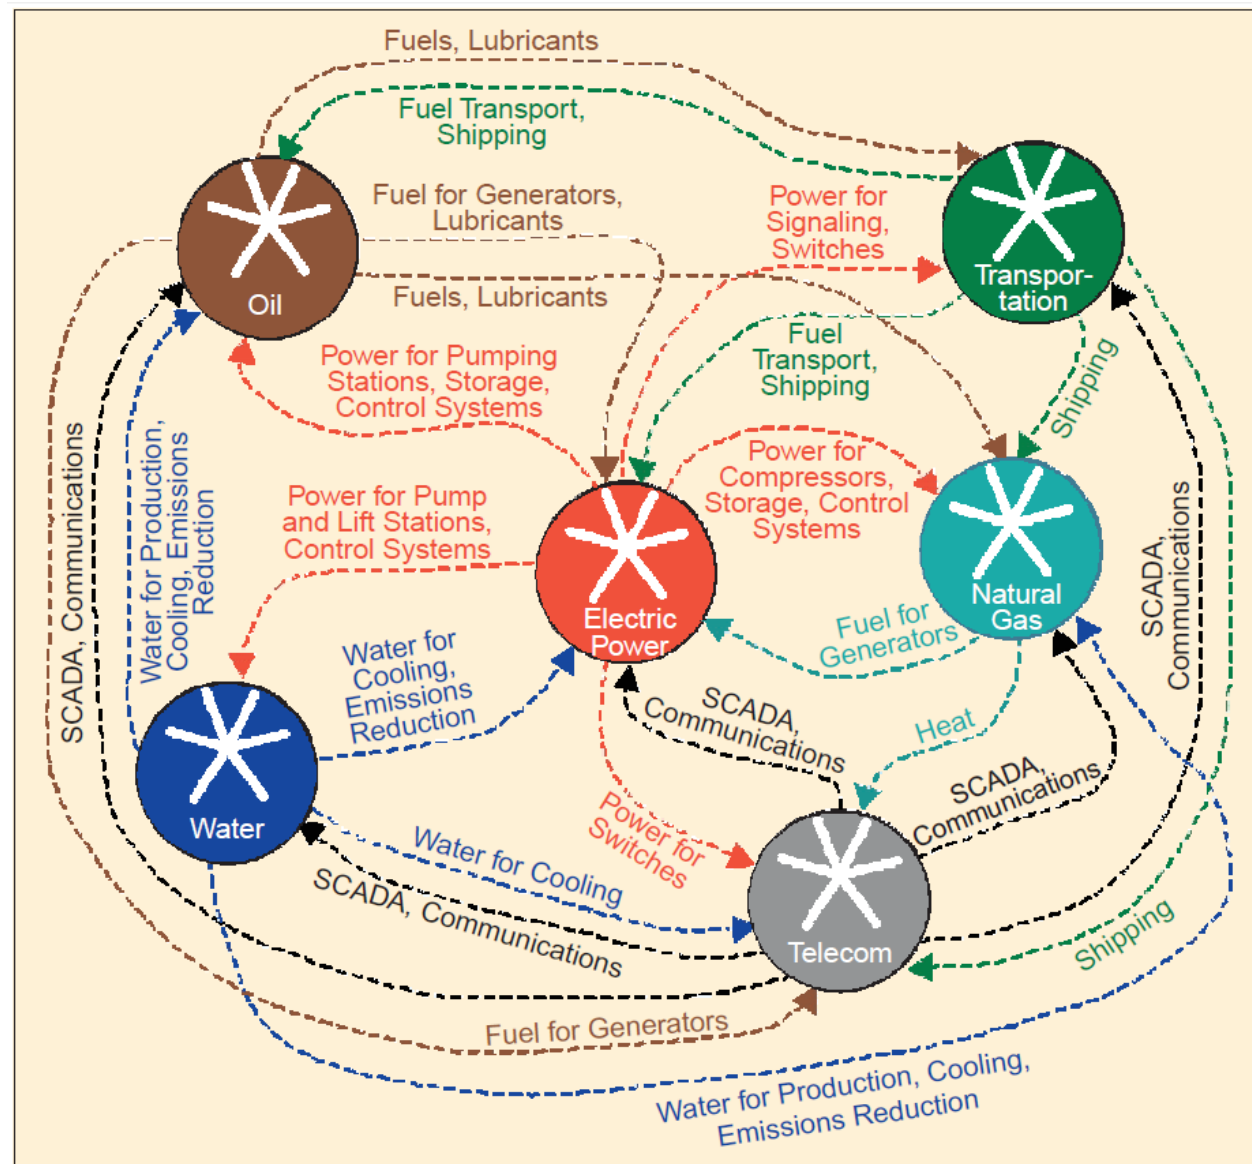 Fuels, Lubricants
Fuel Transport,
Shipping
Fuel for Generators,
Lubricants
Power for
Signaling,
Switches
Oil
Fuels, Lubricants
Transpor-
tation
Fuel
Transport,
Shipping
Power for Pumping
Stations, Storage,
Control Systems
Shipping
SCADA, Communications
Water for Production,
Cooling, Emissions
Reduction
Power for Pump
and Lift Stations,
Control Systems
Power for
Compressors,
Storage, Control
Systems
SCADA,
Communications
Electric
Power
Natural
Gas
Fuel for
Generators
Water for
Cooling,
Emissions
Reduction
SCADA,
Communications
Heat
SCADA,
Communications
Water
Power for
Switches
Water for Cooling
SCADA, Communications
Telecom
Shipping
Fuel for Generators
Water for Production, Cooling,
Emissions Reduction